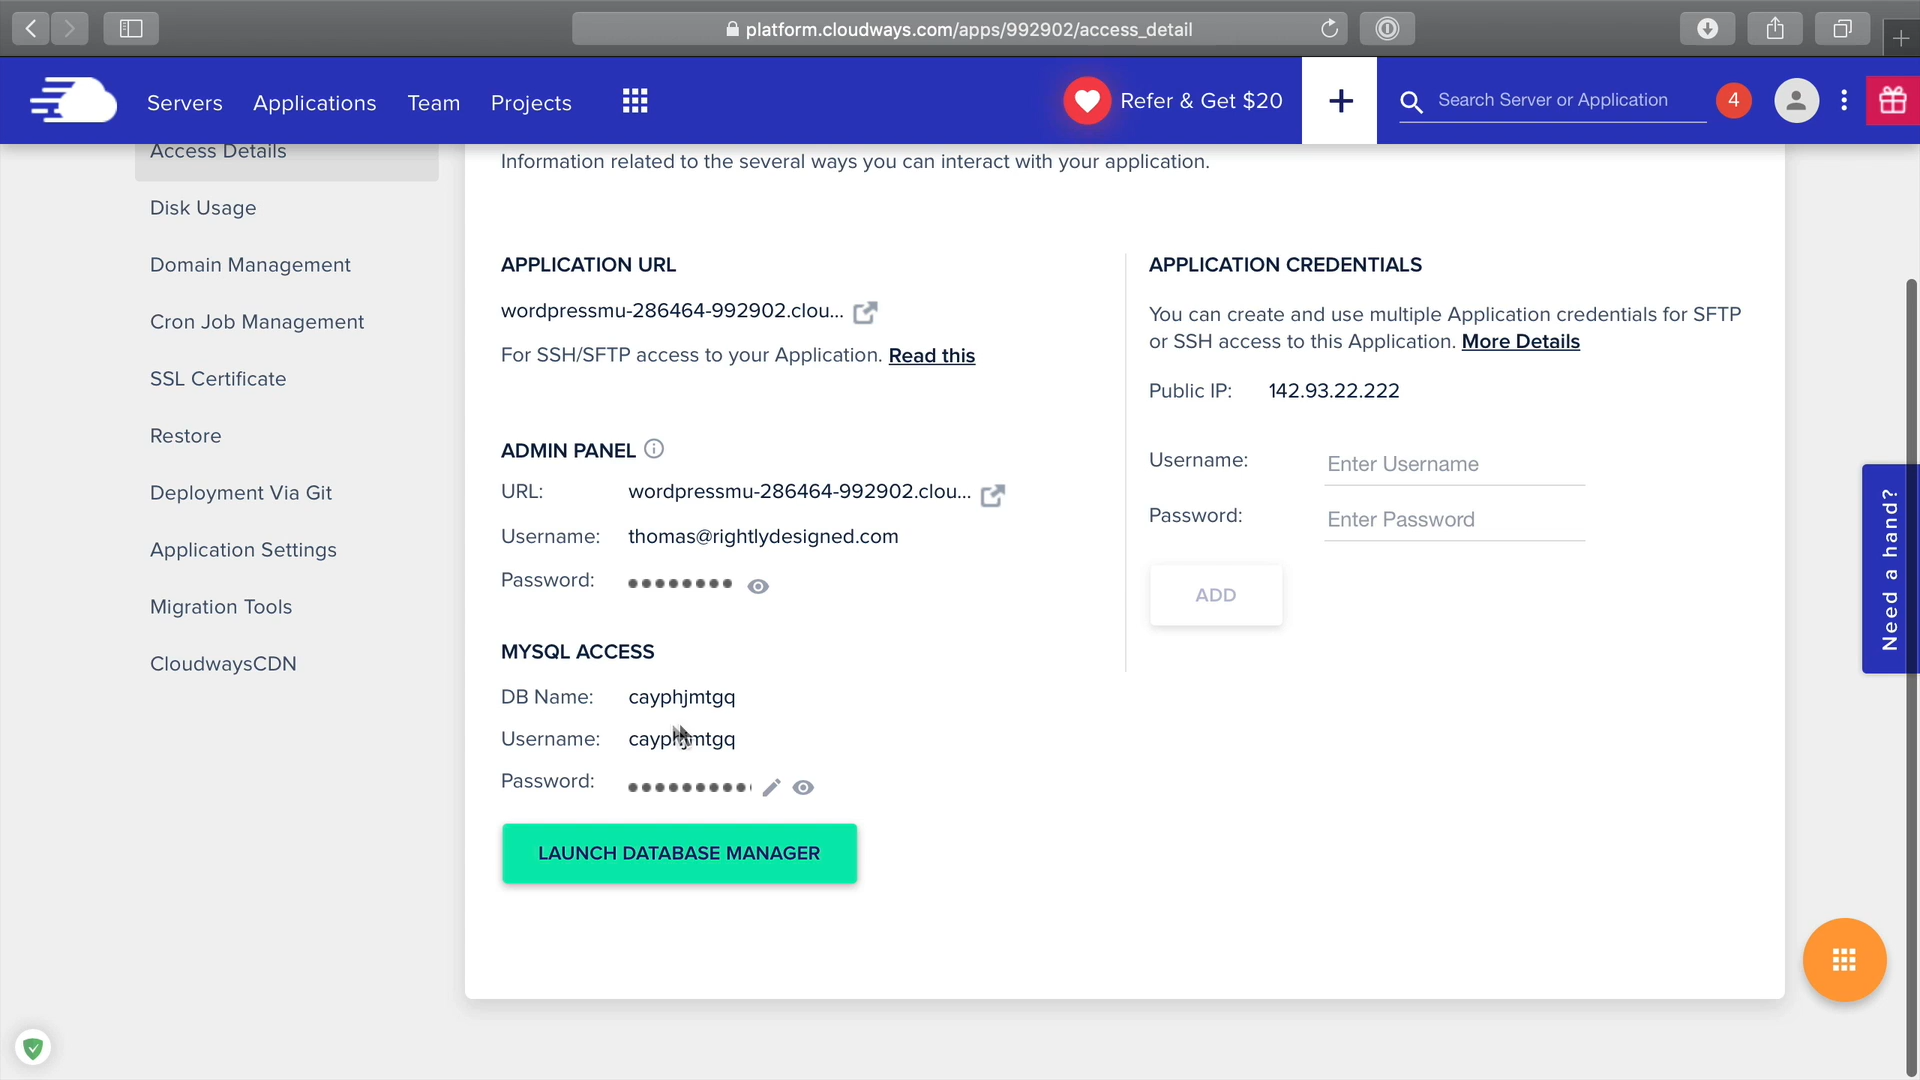 platform.cloudways.com/apps/992902/access_detail
Servers
Applications
Team
Projects
Refer & Get $20
+
Search Server or Application
4
Access Details
Disk Usage
Domain Management
Cron Job Management
SSL Certificate
Restore
Deployment Via Git
Application Settings
Migration Tools
CloudwaysCDN
Information related to the several ways you can interact with your application.
APPLICATION URL
wordpressmu-286464-992902.clou...
For SSH/SFTP access to your Application. Read this
ADMIN PANEL
URL: wordpressmu-286464-992902.clou...
Username: thomas@rightlydesigned.com
Password: ••••••••
MYSQL ACCESS
DB Name: cayphjmtgq
Username: cayphjmtgq
Password: •••••••••
LAUNCH DATABASE MANAGER
APPLICATION CREDENTIALS
You can create and use multiple Application credentials for SFTP
or SSH access to this Application. More Details
Public IP: 142.93.22.222
Username: Enter Username
Password: Enter Password
ADD
Need a hand?